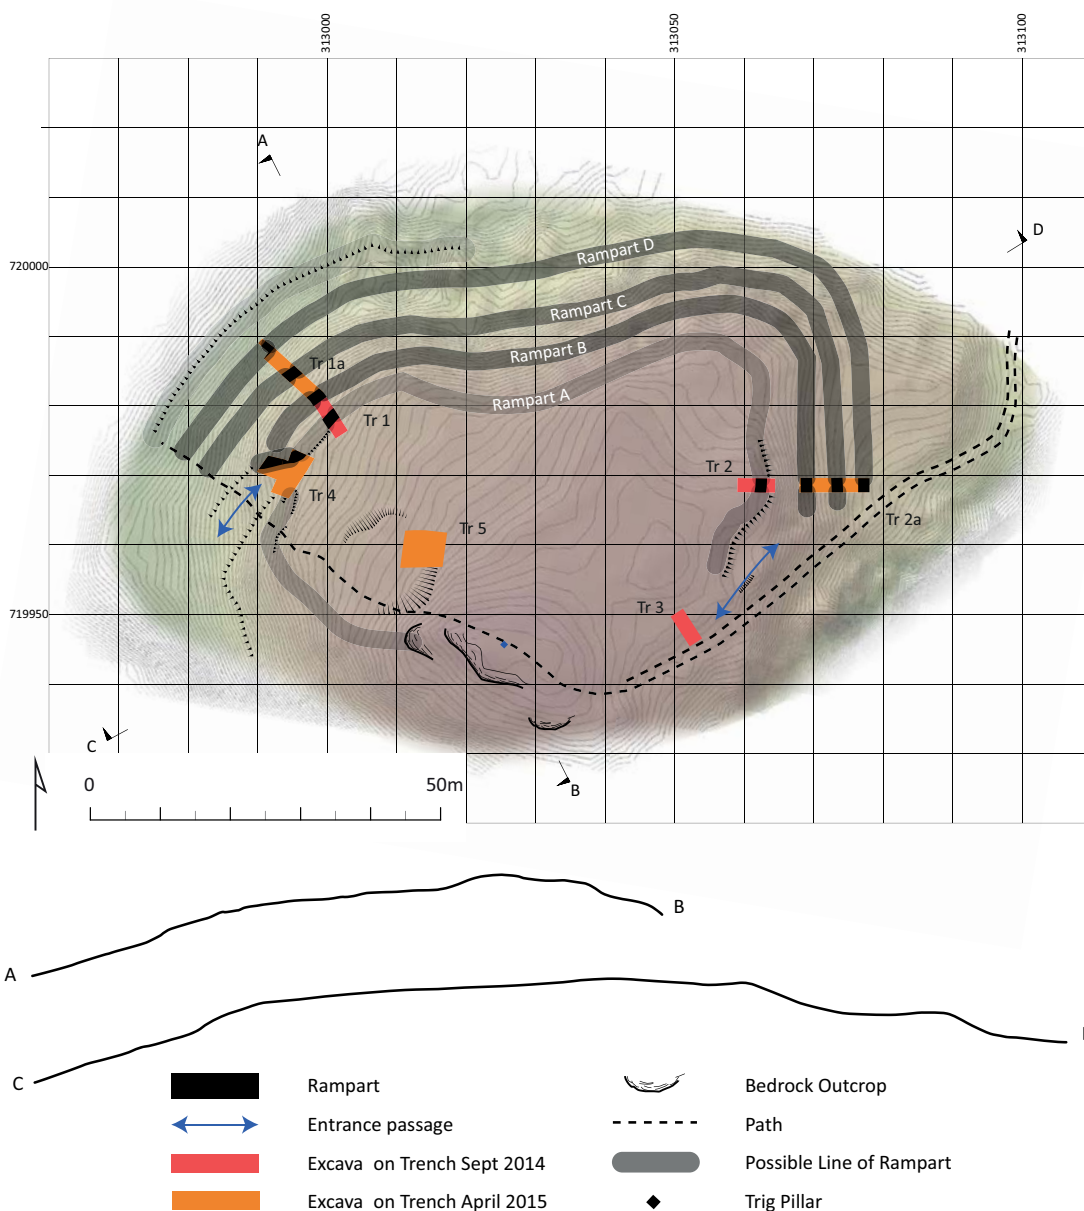 313000
313050
313100
A
D
720000
Rampart D
Rampart C
Rampart B
Rampart A
Tr 1a
Tr 1
Tr 2
Tr 4
Tr 5
Tr 2a
Tr 3
719950
C
B
0
50m
B
A
C
Rampart
Bedrock Outcrop
Entrance passage
Path
Excava on Trench Sept 2014
Possible Line of Rampart
Excava on Trench April 2015
Trig Pillar